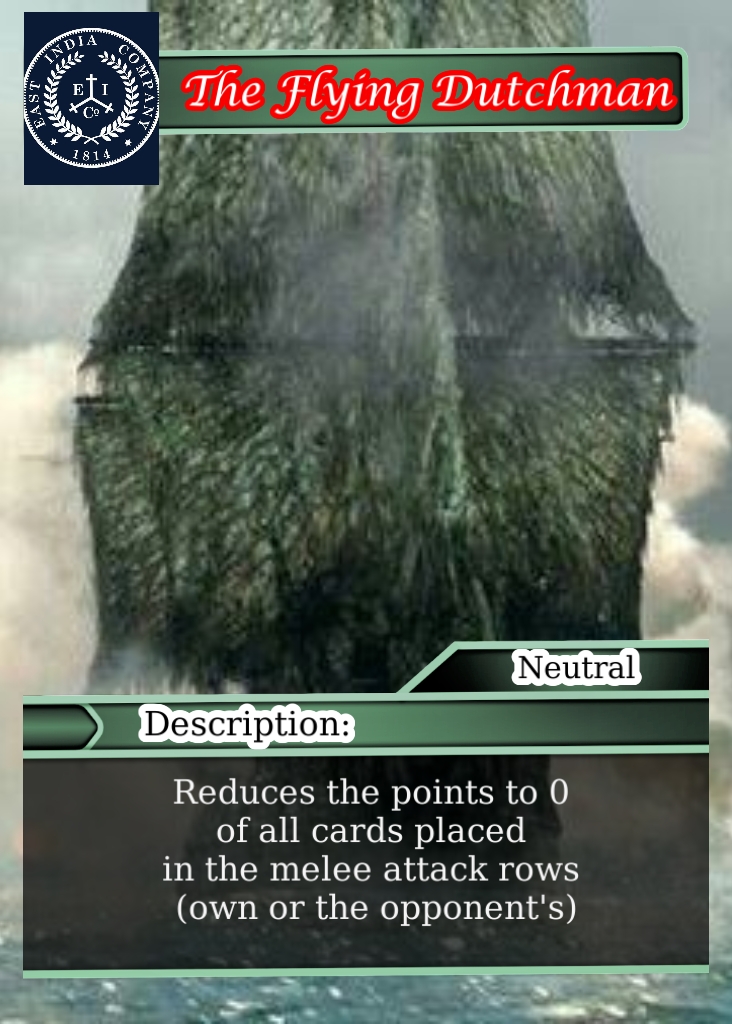 EAST INDIA COMPANY
E I
Co
1814
The Flying Dutchman
Neutral
Description:
Reduces the points to 0
of all cards placed
in the melee attack rows
(own or the opponent's)